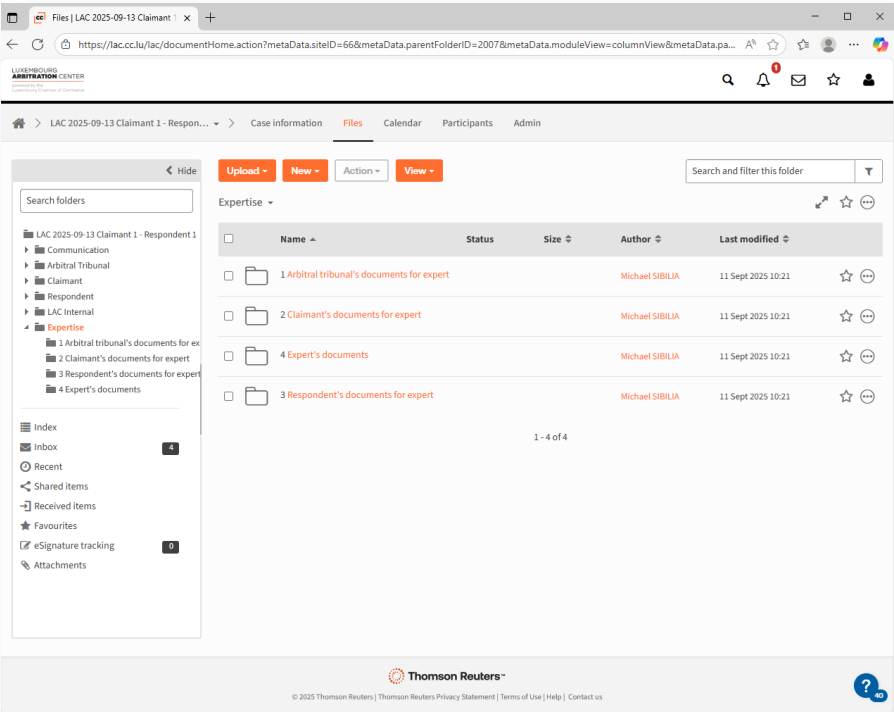 Files | LAC 2025-09-13 Claimant 1
https://lac.cc.lu/lac/documentHome.action?metaData.siteID=66&metaData.parentFolderID=2007&metaData.moduleView=columnView&metaData.pa...
LUXEMBOURG
ARBITRATION CENTER
powered by the
Luxembourg Chamber of Commerce
1
LAC 2025-09-13 Claimant 1 - Respon...
Case information
Files
Calendar
Participants
Admin
Hide
Search folders
LAC 2025-09-13 Claimant 1 - Respondent 1
Communication
Arbitral Tribunal
Claimant
Respondent
LAC Internal
Expertise
1 Arbitral tribunal's documents for ex
2 Claimant's documents for expert
3 Respondent's documents for expert
4 Expert's documents
Index
Inbox 4
Recent
Shared items
Received items
Favourites
eSignature tracking 0
Attachments
Upload New Action View
Search and filter this folder
Expertise
Name Status Size Author Last modified
1 Arbitral tribunal's documents for expert Michael SIBILIA 11 Sept 2025 10:21
2 Claimant's documents for expert Michael SIBILIA 11 Sept 2025 10:21
4 Expert's documents Michael SIBILIA 11 Sept 2025 10:21
3 Respondent's documents for expert Michael SIBILIA 11 Sept 2025 10:21
1 - 4 of 4
Thomson Reuters™
© 2025 Thomson Reuters | Thomson Reuters Privacy Statement | Terms of Use | Help | Contact us
? 40